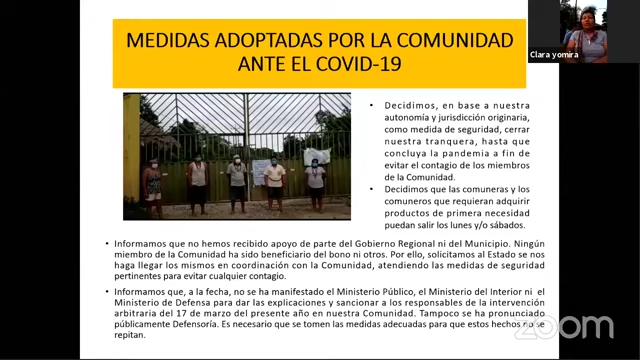 MEDIDAS ADOPTADAS POR LA COMUNIDAD
ANTE EL COVID-19
Clara yomira
• Decidimos, en base a nuestra
autonomía y jurisdicción originaria,
como medida de seguridad, cerrar
nuestra tranquera, hasta que
concluya la pandemia a fin de
evitar el contagio de los miembros
de la Comunidad.
• Decidimos que las comuneras y los
comuneros que requieran adquirir
productos de primera necesidad
puedan salir los lunes y/o sábados.
• Informamos que no hemos recibido apoyo de parte del Gobierno Regional ni del Municipio. Ningún
miembro de la Comunidad ha sido beneficiario del bono ni otros. Por ello, solicitamos al Estado se nos
haga llegar los mismos en coordinación con la Comunidad, atendiendo las medidas de seguridad
pertinentes para evitar cualquier contagio.
• Informamos que, a la fecha, no se ha manifestado el Ministerio Público, el Ministerio del Interior ni el
Ministerio de Defensa para dar las explicaciones y sancionar a los responsables de la intervención
arbitraria del 17 de marzo del presente año en nuestra Comunidad. Tampoco se ha pronunciado
públicamente Defensoría. Es necesario que se tomen las medidas adecuadas para que estos hechos no se
repitan.
zoom